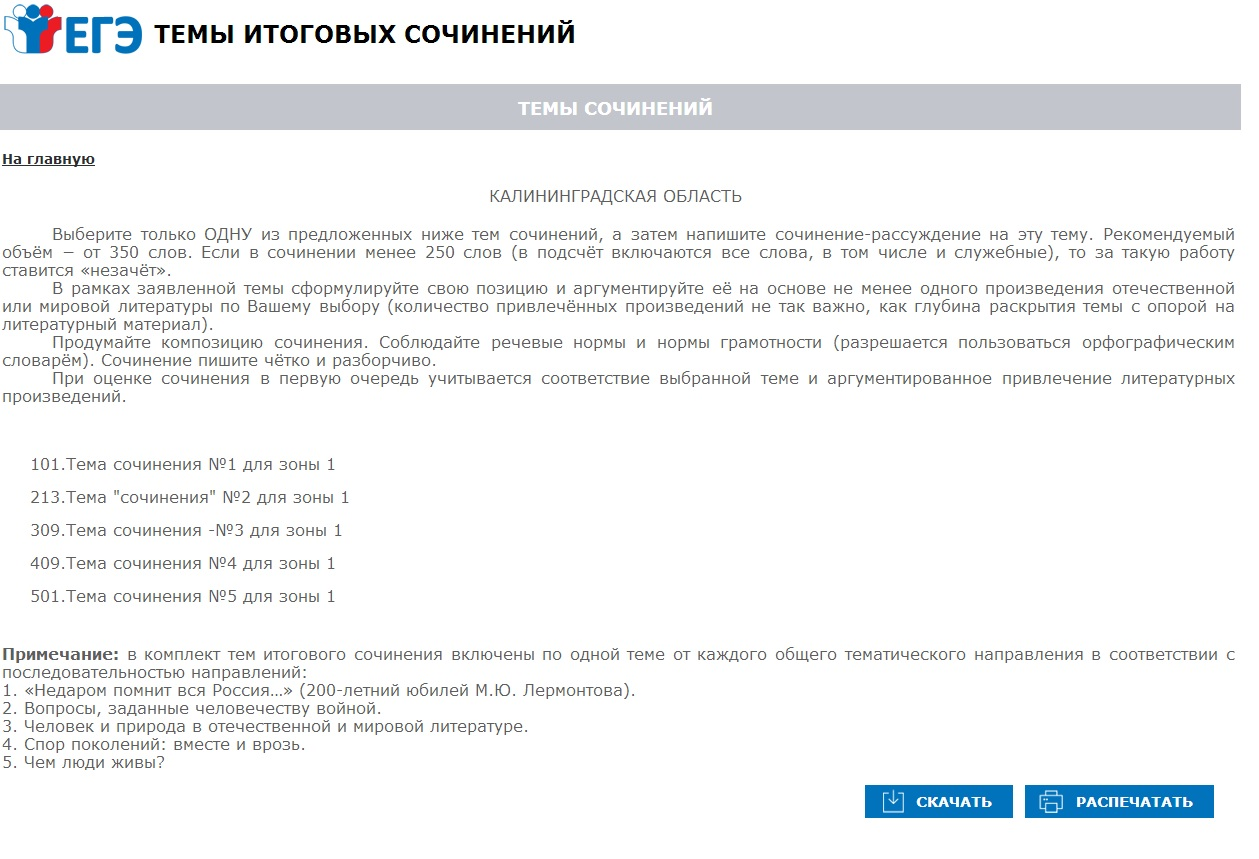 ЕГЭ ТЕМЫ ИТОГОВЫХ СОЧИНЕНИЙ
ТЕМЫ СОЧИНЕНИЙ
На главную
КАЛИНИНГРАДСКАЯ ОБЛАСТЬ
Выберите только ОДНУ из предложенных ниже тем сочинений, а затем напишите сочинение-рассуждение на эту тему. Рекомендуемый
объём – от 350 слов. Если в сочинении менее 250 слов (в подсчёт включаются все слова, в том числе и служебные), то за такую работу
ставится «незачёт».
В рамках заявленной темы сформулируйте свою позицию и аргументируйте её на основе не менее одного произведения отечественной
или мировой литературы по Вашему выбору (количество привлечённых произведений не так важно, как глубина раскрытия темы с опорой на
литературный материал).
Продумайте композицию сочинения. Соблюдайте речевые нормы и нормы грамотности (разрешается пользоваться орфографическим
словарём). Сочинение пишите чётко и разборчиво.
При оценке сочинения в первую очередь учитывается соответствие выбранной теме и аргументированное привлечение литературных
произведений.
101.Тема сочинения №1 для зоны 1
213.Тема "сочинения" №2 для зоны 1
309.Тема сочинения -№3 для зоны 1
409.Тема сочинения №4 для зоны 1
501.Тема сочинения №5 для зоны 1
Примечание: в комплект тем итогового сочинения включены по одной теме от каждого общего тематического направления в соответствии с
последовательностью направлений:
1. «Недаром помнит вся Россия…» (200-летний юбилей М.Ю. Лермонтова).
2. Вопросы, заданные человечеству войной.
3. Человек и природа в отечественной и мировой литературе.
4. Спор поколений: вместе и врозь.
5. Чем люди живы?
СКАЧАТЬ РАСПЕЧАТАТЬ